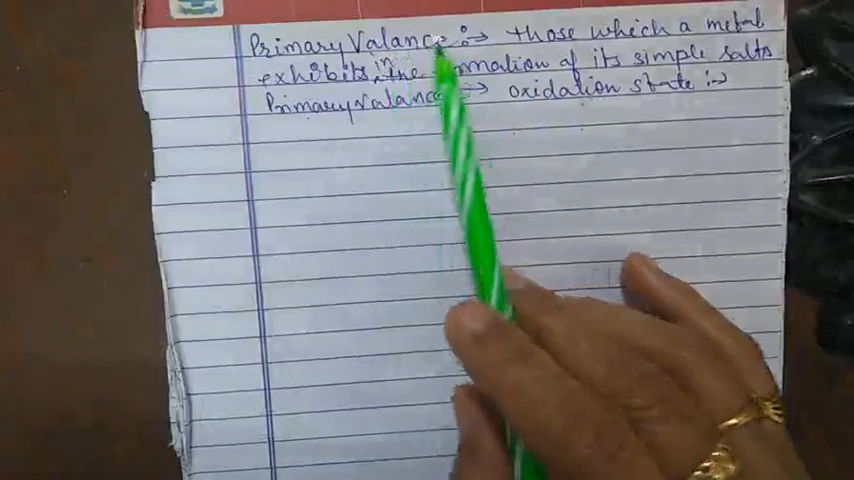 Primary Valance :→ those which a metal
exhibits in the formation of its simple salts
Primary valance :→ oxidation state :→